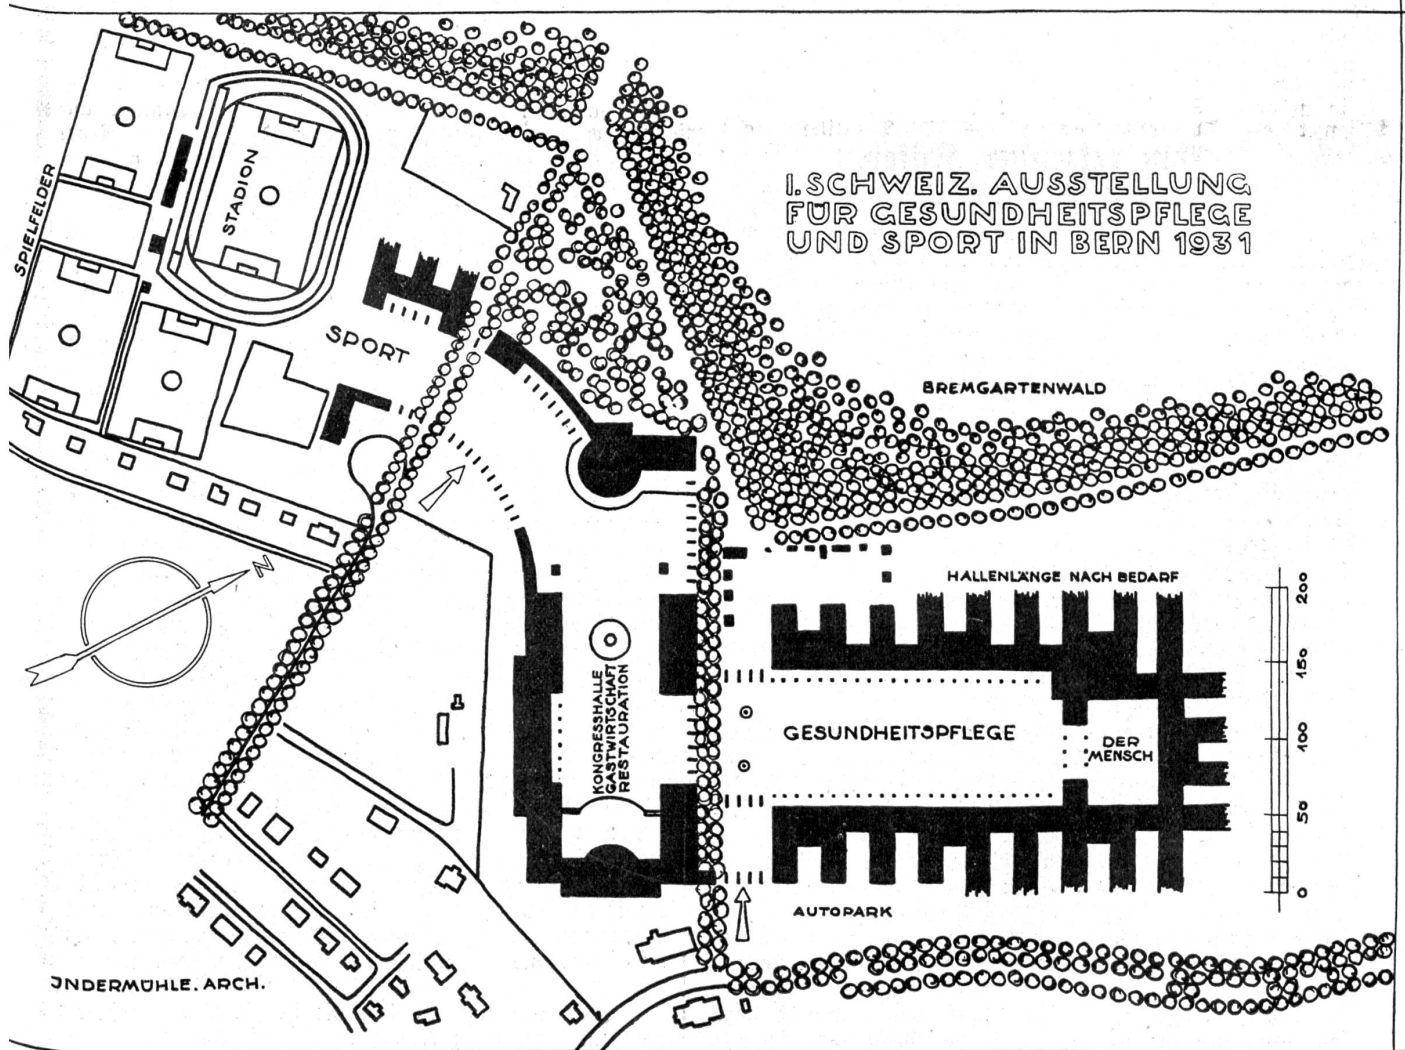 I. SCHWEIZ. AUSSTELLUNG
FÜR GESUNDHEITSPFLEGE
UND SPORT IN BERN 1931
SPIELFELDER
STADION
SPORT
BREMGARTENWALD
N
HALLENLÄNGE NACH BEDARF
KONGRESSHALLE
GASTWIRTSCHAFT
RESTAURATION
GESUNDHEITSPFLEGE
DER
MENSCH
200
150
100
50
0
AUTOPARK
INDERMÜHLE. ARCH.